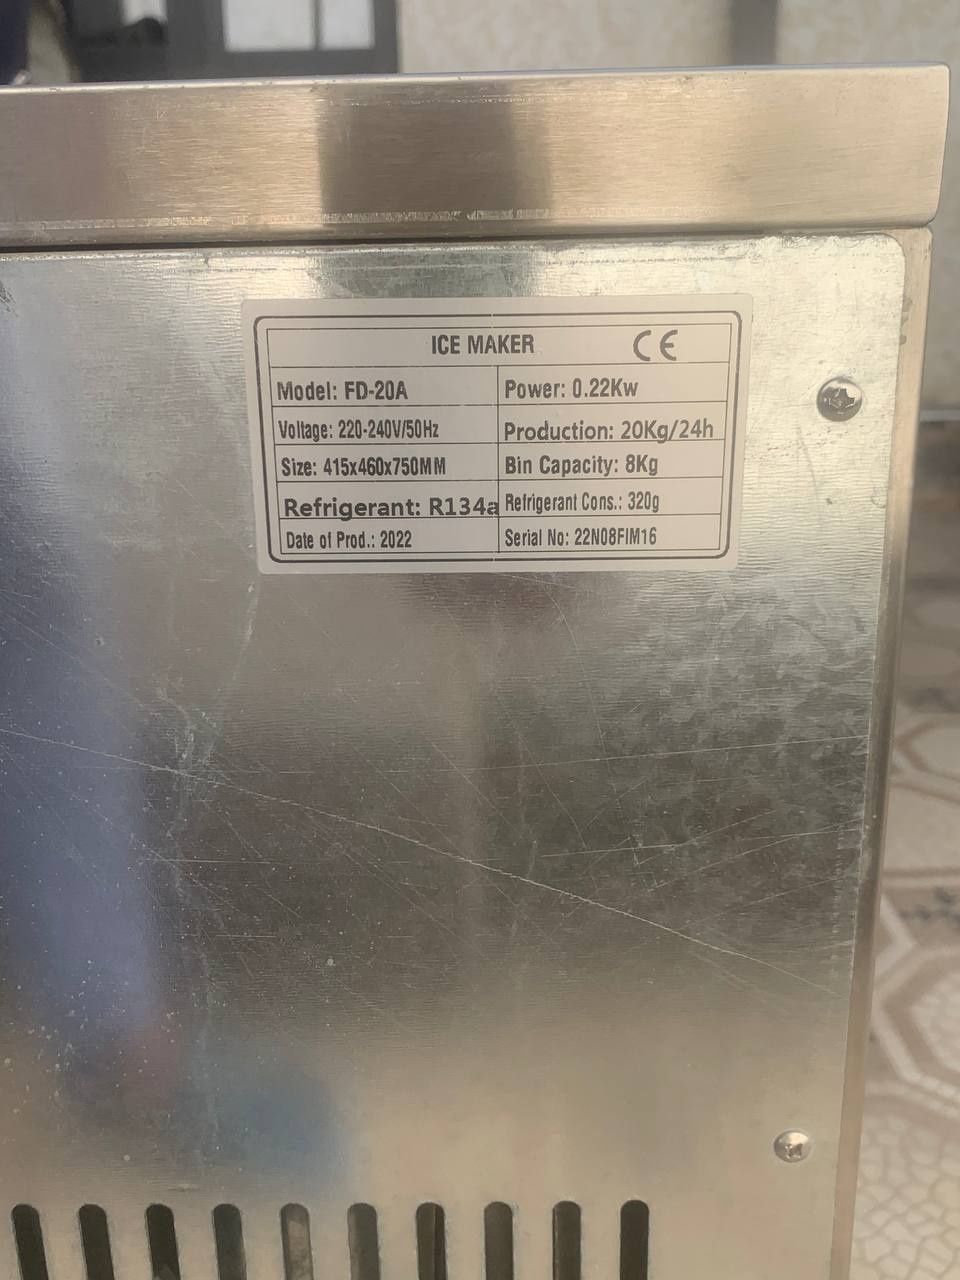 ICE MAKER CE
Model: FD-20A Power: 0.22Kw
Voltage: 220-240V/50Hz Production: 20Kg/24h
Size: 415x460x750MM Bin Capacity: 8Kg
Refrigerant: R134a Refrigerant Cons.: 320g
Date of Prod.: 2022 Serial No: 22N08FIM16